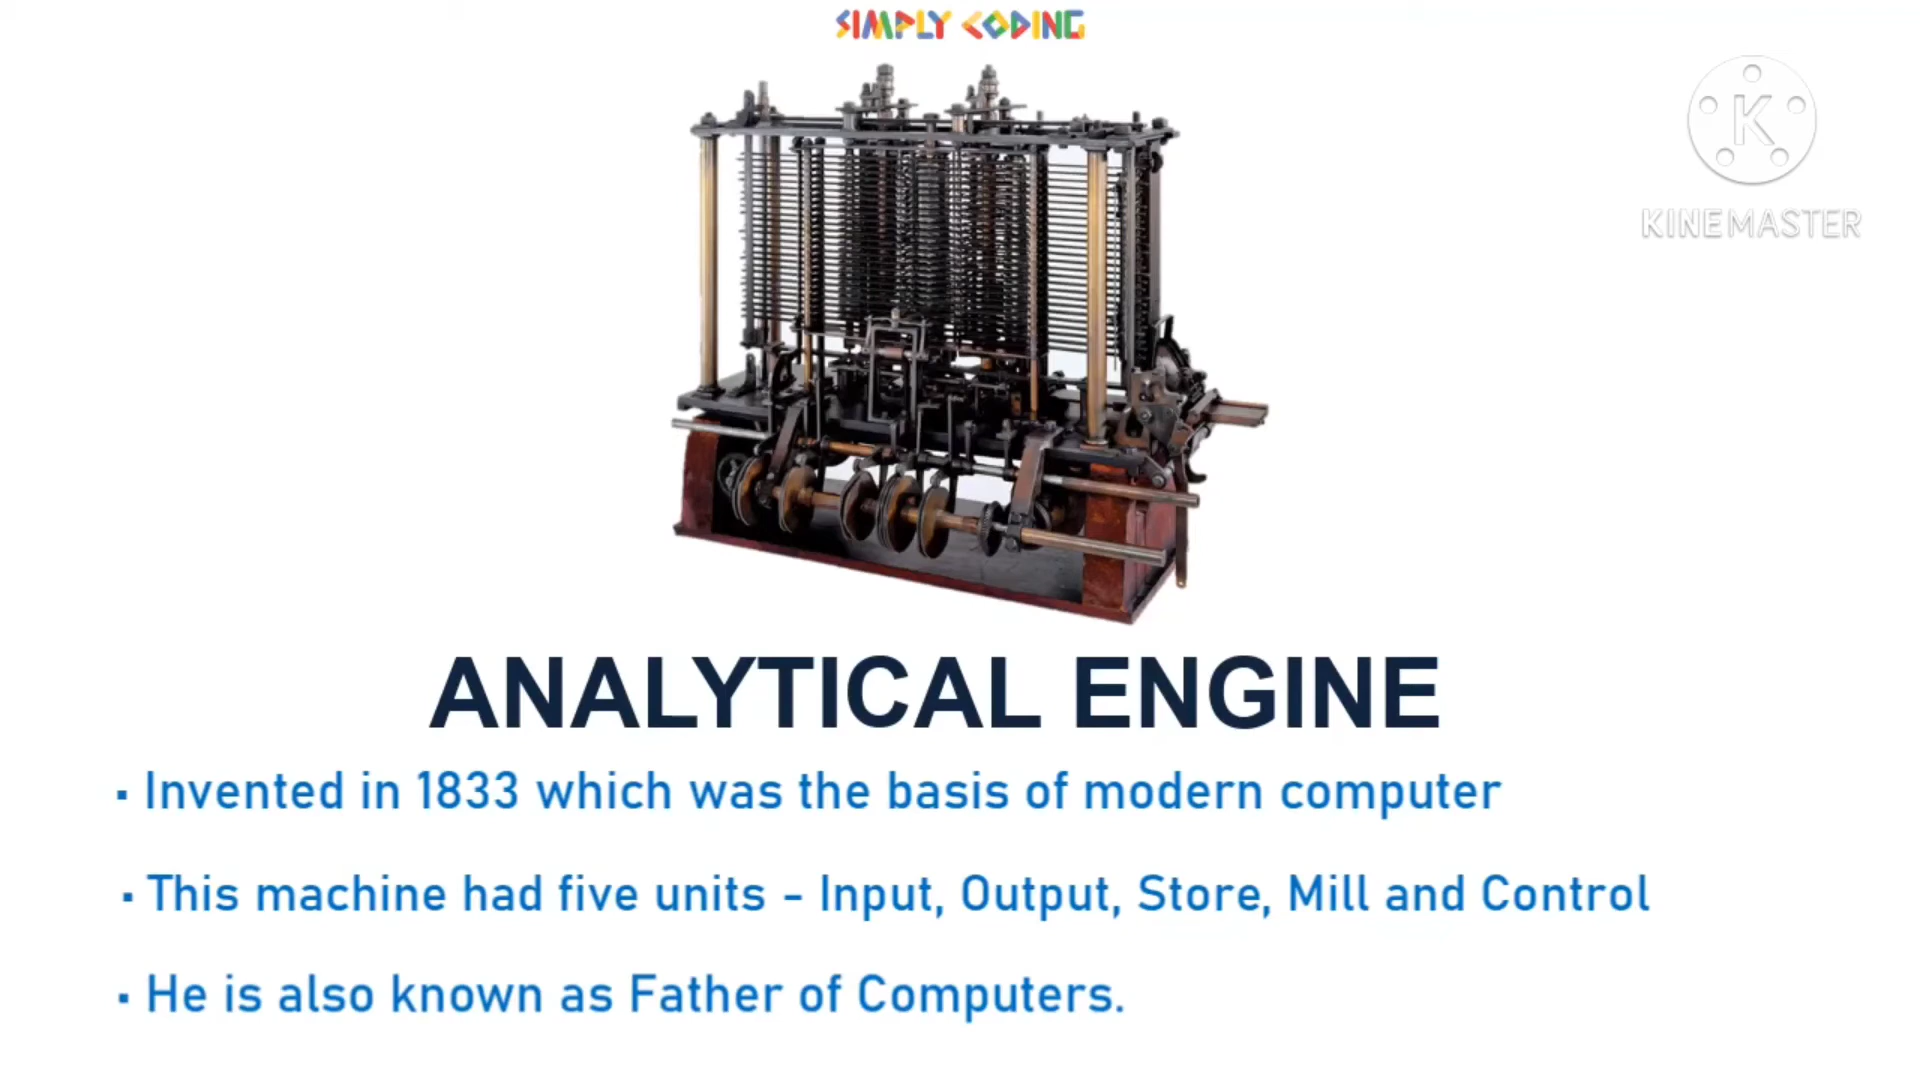 SIMPLY CODING
K
KINEMASTER
ANALYTICAL ENGINE
▪ Invented in 1833 which was the basis of modern computer
▪ This machine had five units - Input, Output, Store, Mill and Control
▪ He is also known as Father of Computers.